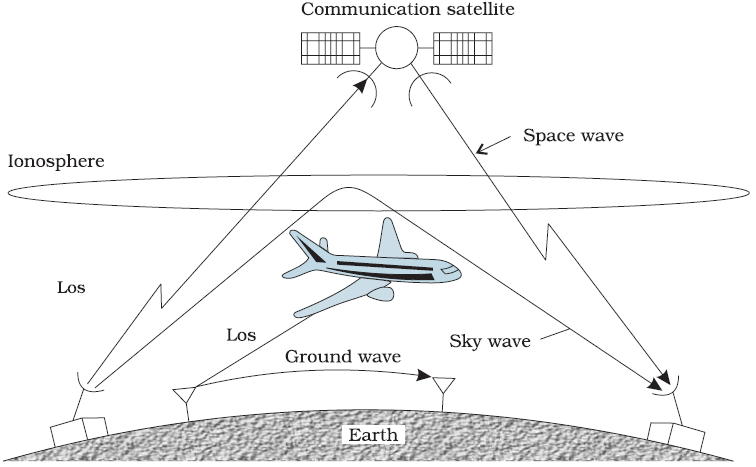 Communication satellite
Space wave
Ionosphere
Los
Los
Sky wave
Ground wave
Earth